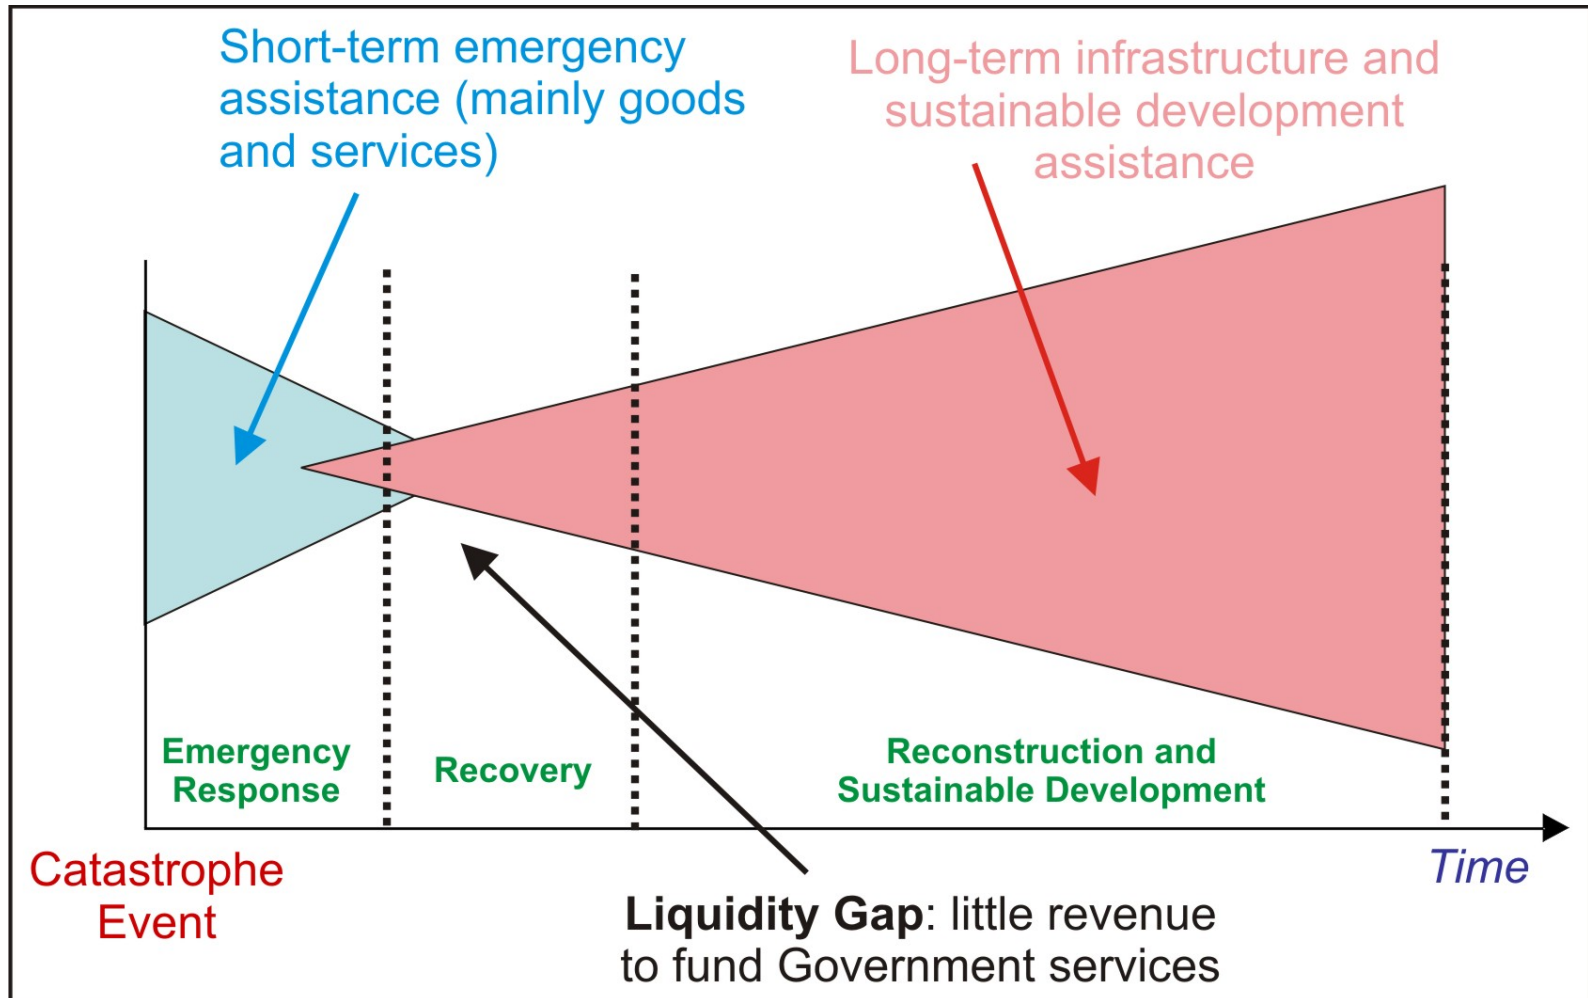 Short-term emergency
assistance (mainly goods
and services)
Long-term infrastructure and
sustainable development
assistance
Emergency
Response
Recovery
Reconstruction and
Sustainable Development
Catastrophe
Event
Time
Liquidity Gap: little revenue
to fund Government services